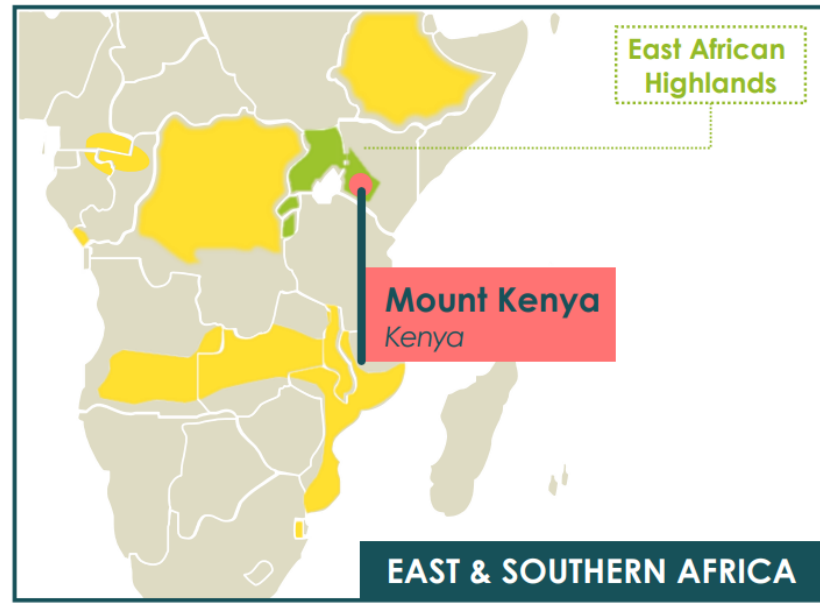 East African
Highlands
Mount Kenya
Kenya
EAST & SOUTHERN AFRICA